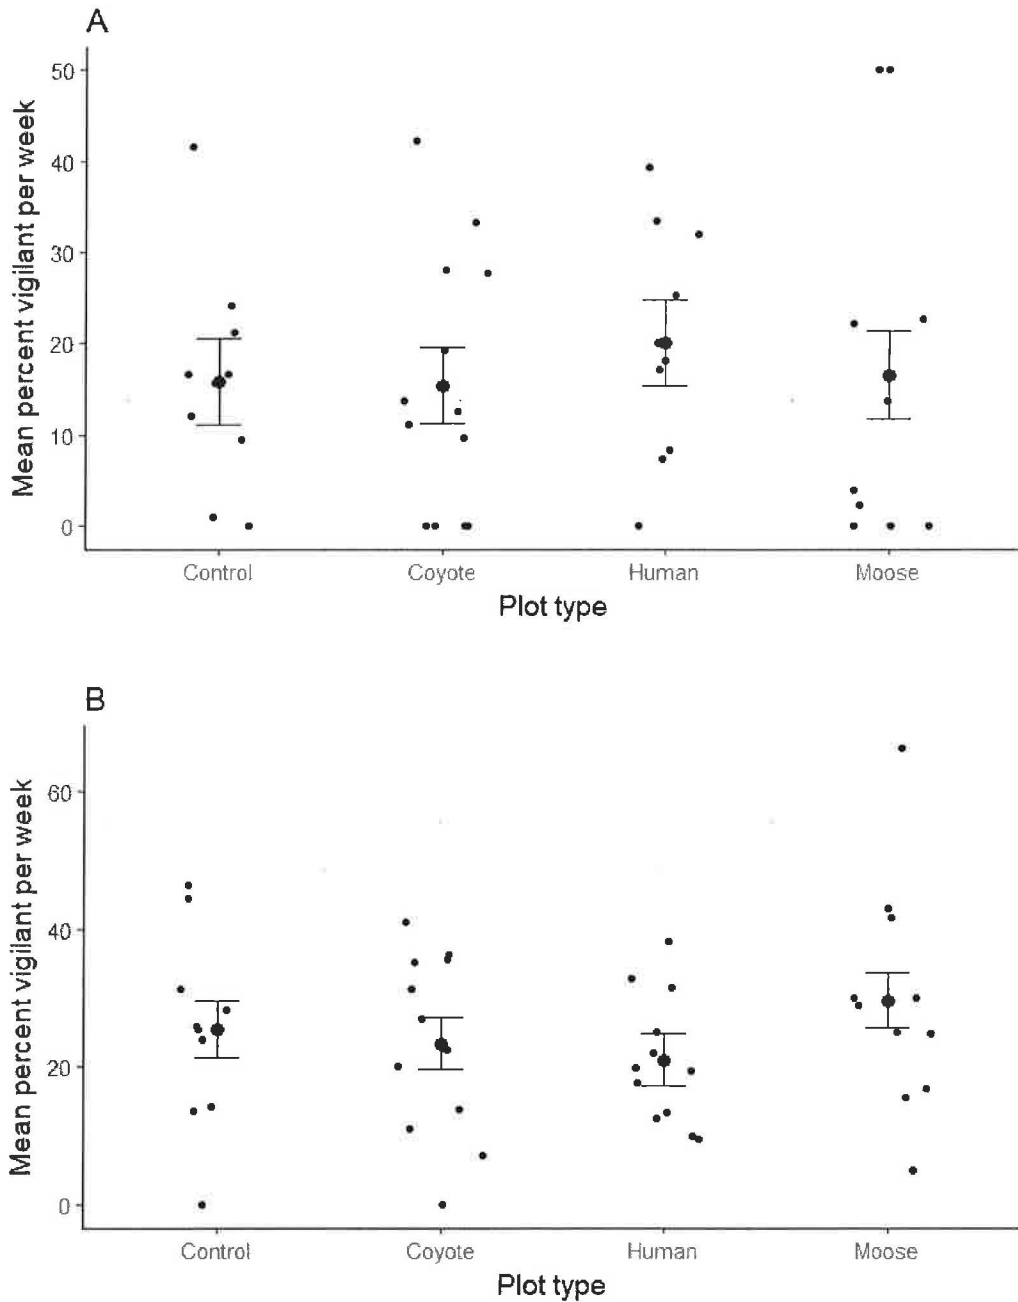 A
Mean percent vigilant per week
50
40
30
20
10
0
Control Coyote Human Moose
Plot type
B
Mean percent vigilant per week
60
40
20
0
Control Coyote Human Moose
Plot type